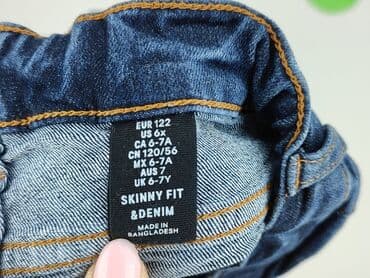 EUR 122
US 6x
CA 6-7A
CN 120/56
MX 6-7A
AUS 7
UK 6-7Y
SKINNY FIT
&DENIM
MADE IN
BANGLADESH